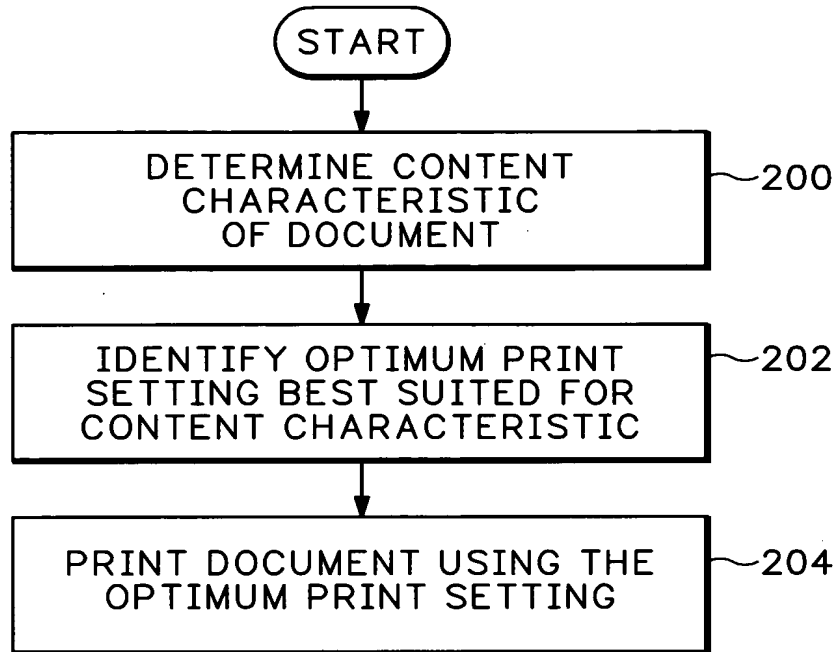 START
DETERMINE CONTENT
CHARACTERISTIC
OF DOCUMENT
200
IDENTIFY OPTIMUM PRINT
SETTING BEST SUITED FOR
CONTENT CHARACTERISTIC
202
PRINT DOCUMENT USING THE
OPTIMUM PRINT SETTING
204